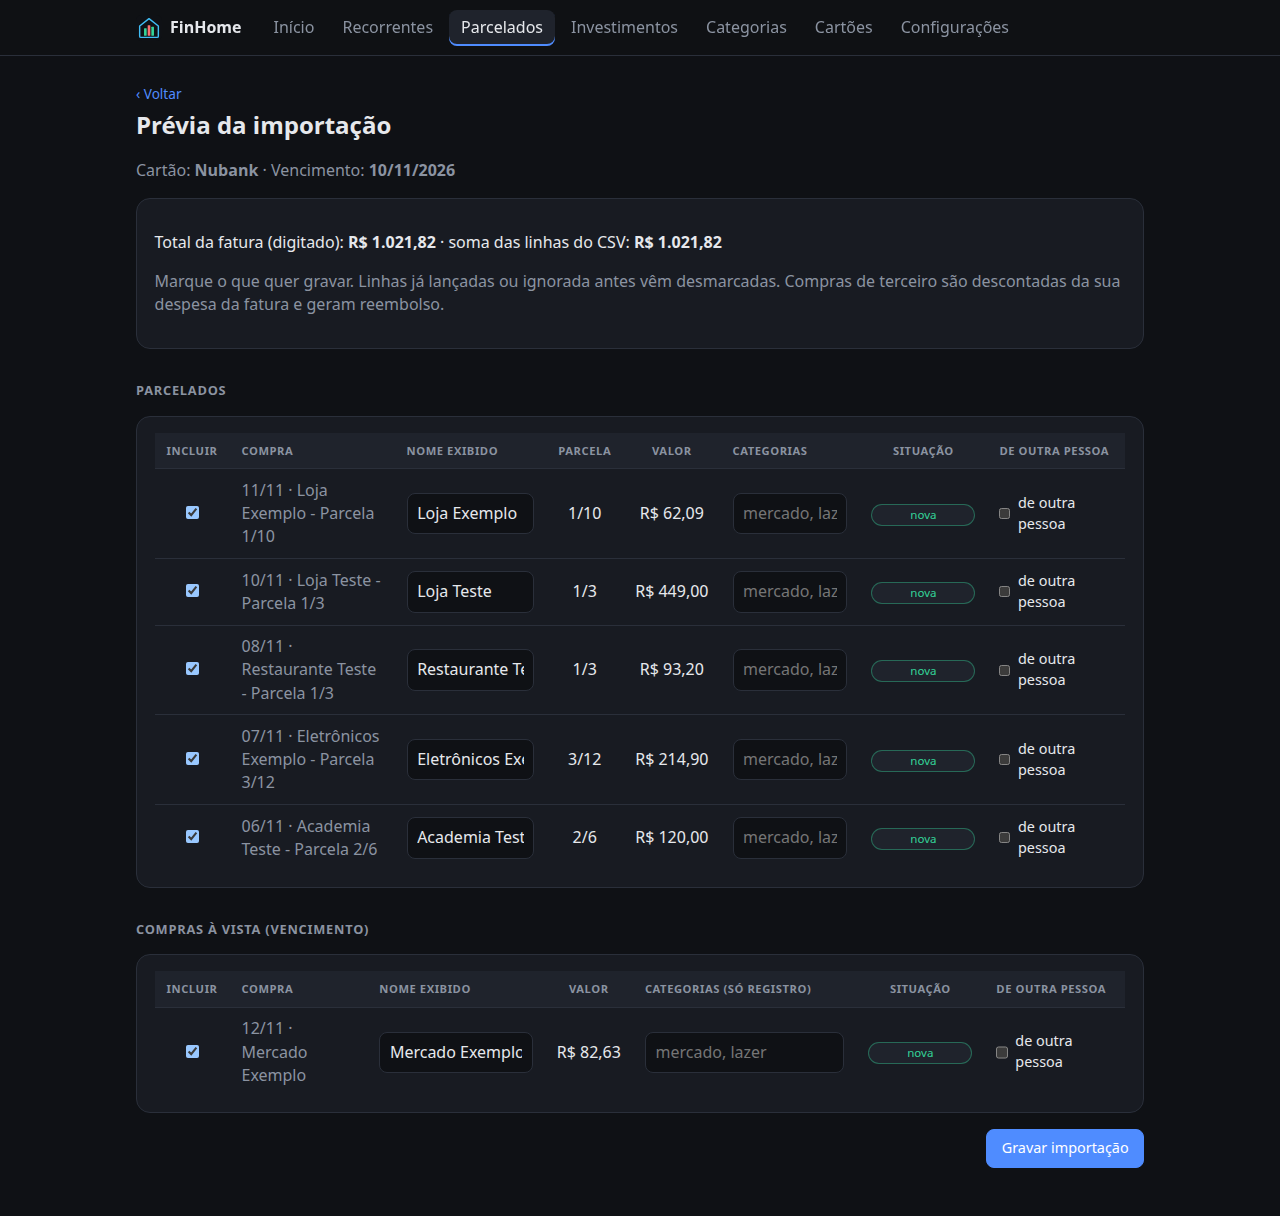 FinHome Início Recorrentes Parcelados Investimentos Categorias Cartões Configurações
‹ Voltar
Prévia da importação
Cartão: Nubank · Vencimento: 10/11/2026
Total da fatura (digitado): R$ 1.021,82 · soma das linhas do CSV: R$ 1.021,82
Marque o que quer gravar. Linhas já lançadas ou ignorada antes vêm desmarcadas. Compras de terceiro são descontadas da sua
despesa da fatura e geram reembolso.
PARCELADOS
INCLUIR COMPRA NOME EXIBIDO PARCELA VALOR CATEGORIAS SITUAÇÃO DE OUTRA PESSOA
11/11 · Loja
Exemplo - Parcela
1/10
Loja Exemplo 1/10 R$ 62,09 mercado, laz nova de outra
pessoa
10/11 · Loja Teste -
Parcela 1/3
Loja Teste 1/3 R$ 449,00 mercado, laz nova de outra
pessoa
08/11 ·
Restaurante Teste
- Parcela 1/3
Restaurante Te 1/3 R$ 93,20 mercado, laz nova de outra
pessoa
07/11 · Eletrônicos
Exemplo - Parcela
3/12
Eletrônicos Exe 3/12 R$ 214,90 mercado, laz nova de outra
pessoa
06/11 · Academia
Teste - Parcela 2/6
Academia Test 2/6 R$ 120,00 mercado, laz nova de outra
pessoa
COMPRAS À VISTA (VENCIMENTO)
INCLUIR COMPRA NOME EXIBIDO VALOR CATEGORIAS (SÓ REGISTRO) SITUAÇÃO DE OUTRA PESSOA
12/11 ·
Mercado
Exemplo
Mercado Exemplo R$ 82,63 mercado, lazer nova de outra
pessoa
Gravar importação